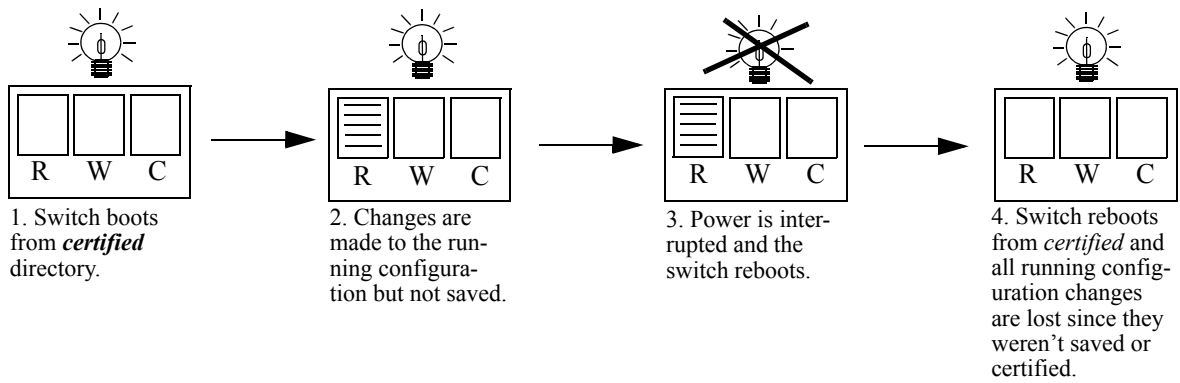 R W C
1. Switch boots
from certified
directory.
R W C
2. Changes are
made to the run-
ning configura-
tion but not saved.
R W C
3. Power is inter-
rupted and the
switch reboots.
R W C
4. Switch reboots
from certified and
all running config-
uration changes
are lost since they
weren’t saved or
certified.